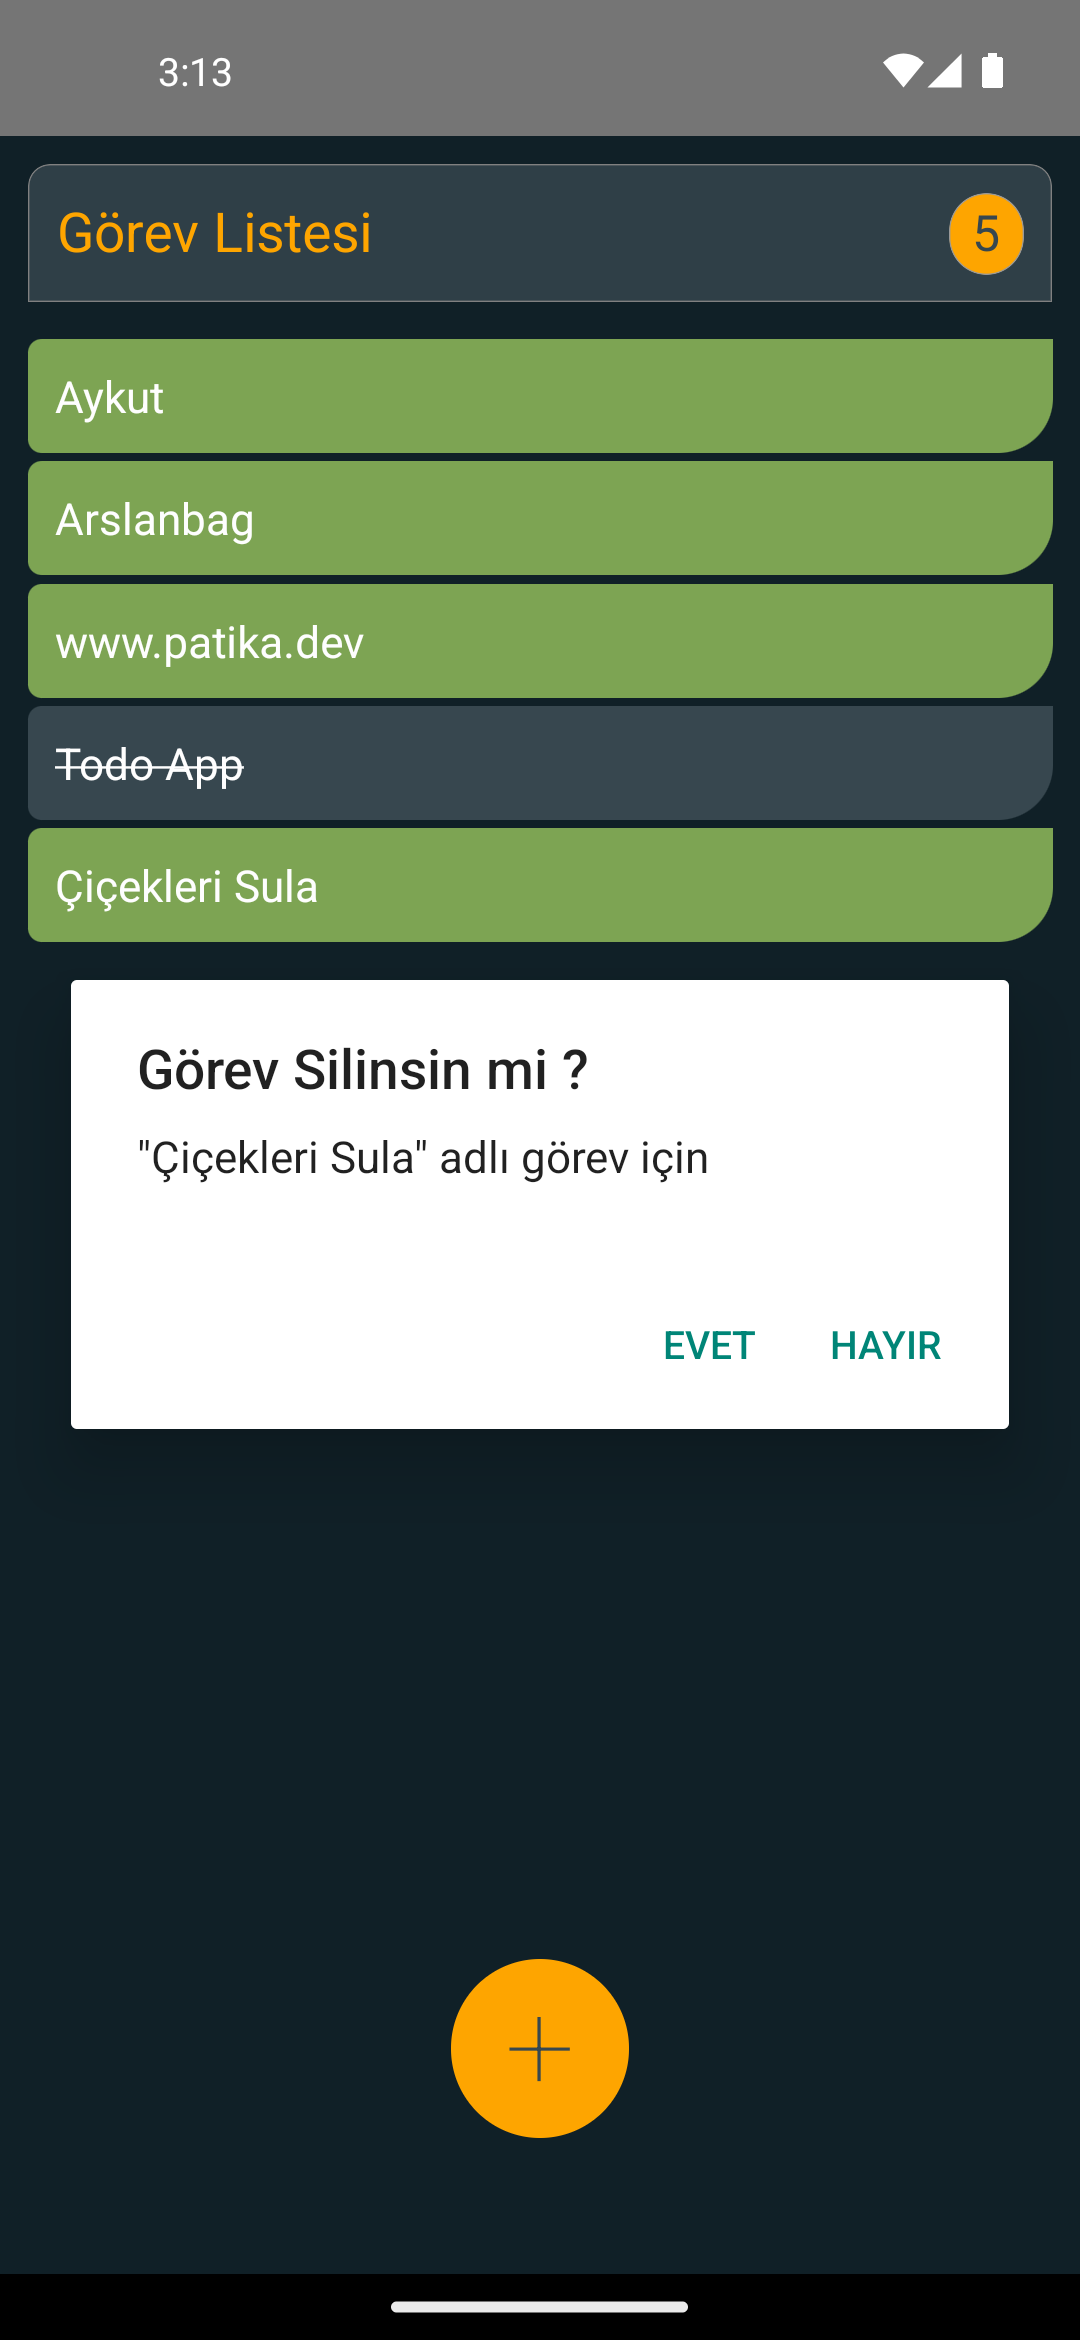 3:13
Görev Listesi
5
Aykut
Arslanbag
www.patika.dev
Todo App
Çiçekleri Sula
Görev Silinsin mi ?
"Çiçekleri Sula" adlı görev için
EVET
HAYIR